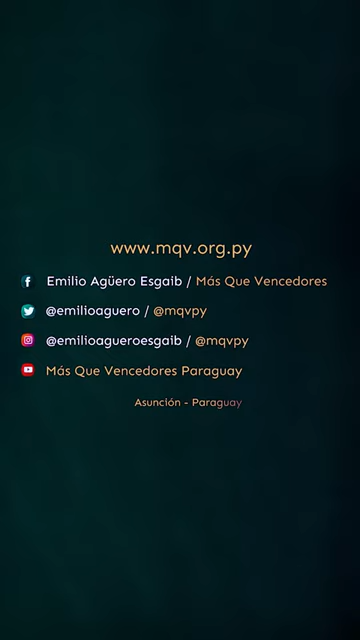 www.mqv.org.py
Emilio Agüero Esgaib / Más Que Vencedores
@emilioaguero / @mqvpy
@emilioagueroesgaib / @mqvpy
Más Que Vencedores Paraguay
Asunción - Paraguay